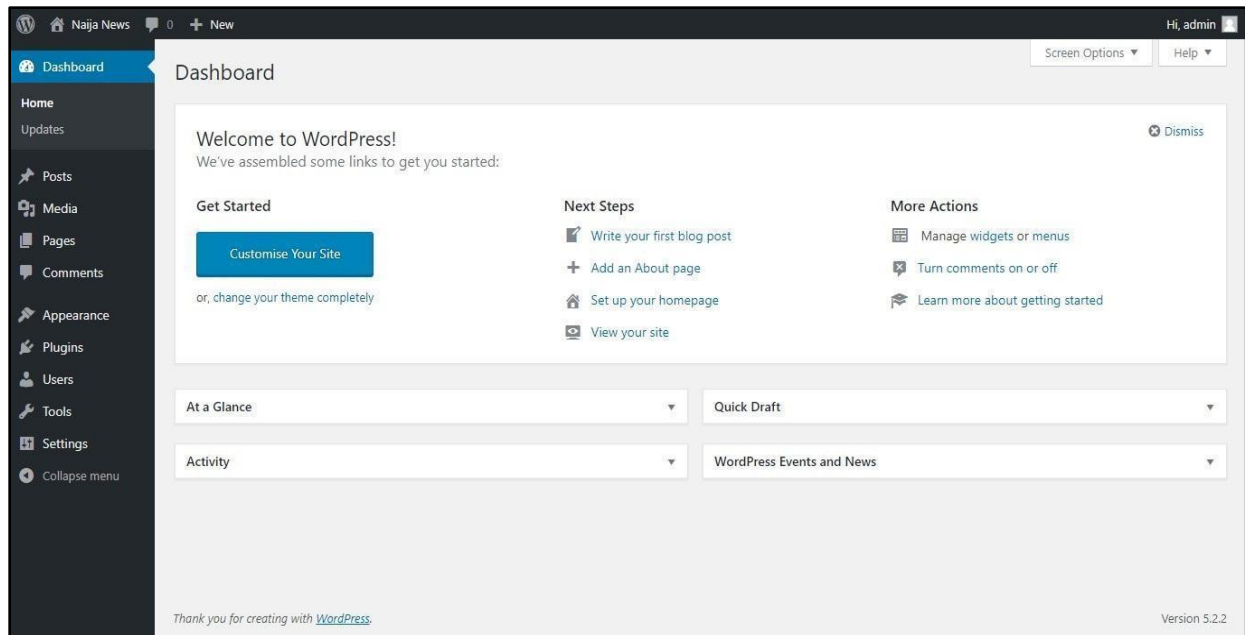 Naija News 0 New Hi, admin
Dashboard
Home
Updates
Posts
Media
Pages
Comments
Appearance
Plugins
Users
Tools
Settings
Collapse menu
Screen Options Help
Dashboard
Welcome to WordPress!
Dismiss
We've assembled some links to get you started:
Get Started
Customise Your Site
or, change your theme completely
Next Steps
Write your first blog post
Add an About page
Set up your homepage
View your site
More Actions
Manage widgets or menus
Turn comments on or off
Learn more about getting started
At a Glance
Quick Draft
Activity
WordPress Events and News
Thank you for creating with WordPress.
Version 5.2.2